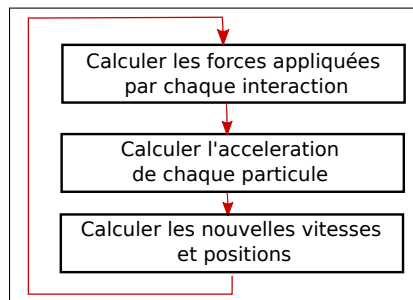 Calculer les forces appliquées
par chaque interaction
Calculer l'acceleration
de chaque particule
Calculer les nouvelles vitesses
et positions